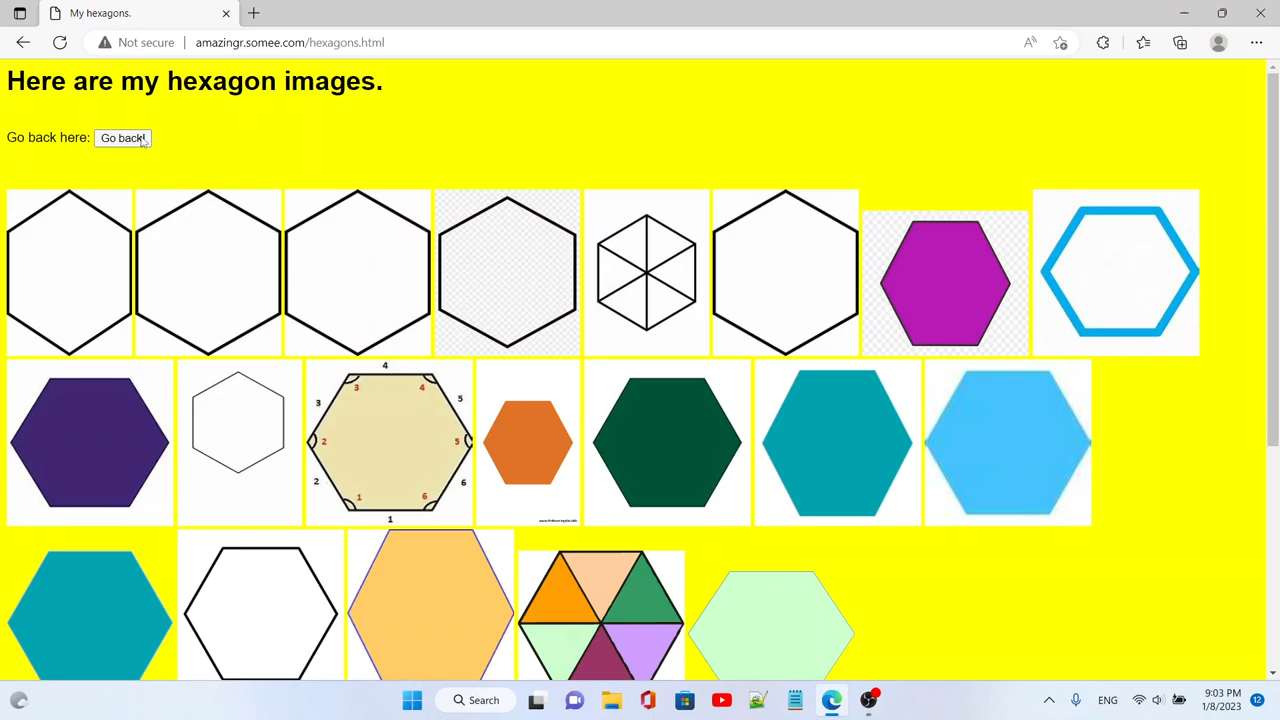 My hexagons.
Not secure
amazingr.somee.com/hexagons.html
Here are my hexagon images.
Go back here: Go back!
4
3 3 4 5
2 5
2 1 6 6
1
Search
ENG
9:03 PM
1/8/2023
12